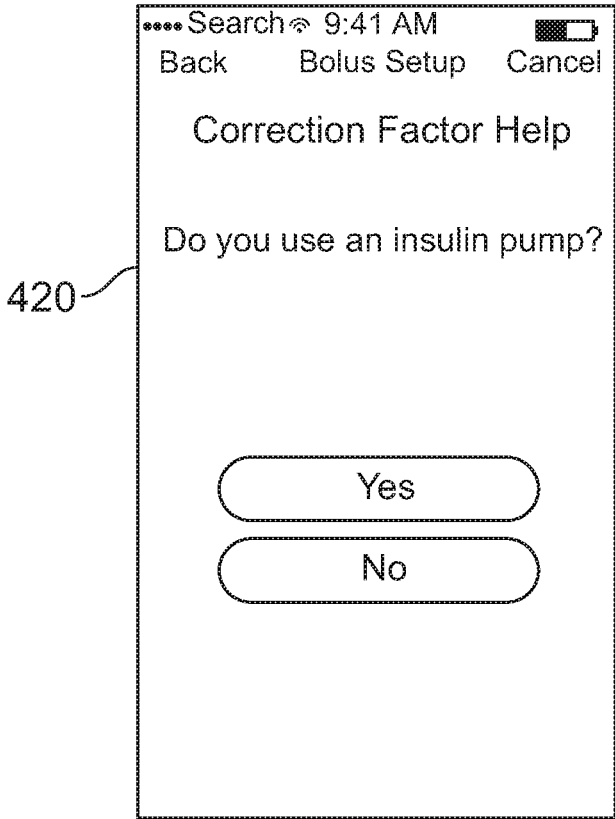 Search 9:41 AM
Back Bolus Setup Cancel
Correction Factor Help
Do you use an insulin pump?
420
Yes
No